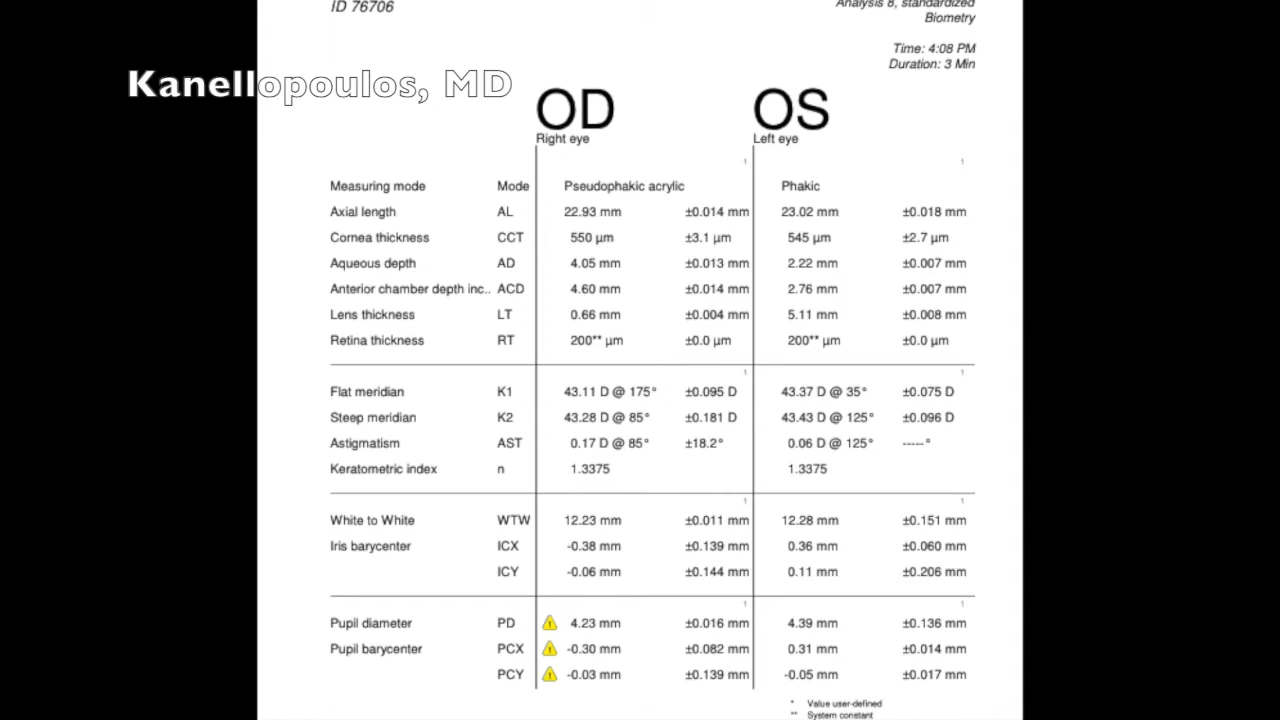 ID 76706
Analysis 8, standardized
Biometry
Time: 4:08 PM
Duration: 3 Min
Kanellopoulos, MD
OD OS
Right eye Left eye
1 1
Measuring mode Mode Pseudophakic acrylic Phakic
Axial length AL 22.93 mm ±0.014 mm 23.02 mm ±0.018 mm
Cornea thickness CCT 550 µm ±3.1 µm 545 µm ±2.7 µm
Aqueous depth AD 4.05 mm ±0.013 mm 2.22 mm ±0.007 mm
Anterior chamber depth inc.. ACD 4.60 mm ±0.014 mm 2.76 mm ±0.007 mm
Lens thickness LT 0.66 mm ±0.004 mm 5.11 mm ±0.008 mm
Retina thickness RT 200** µm ±0.0 µm 200** µm ±0.0 µm
1 1
Flat meridian K1 43.11 D @ 175° ±0.095 D 43.37 D @ 35° ±0.075 D
Steep meridian K2 43.28 D @ 85° ±0.181 D 43.43 D @ 125° ±0.096 D
Astigmatism AST 0.17 D @ 85° ±18.2° 0.06 D @ 125° -----°
Keratometric index n 1.3375 1.3375
1 1
White to White WTW 12.23 mm ±0.011 mm 12.28 mm ±0.151 mm
Iris barycenter ICX -0.38 mm ±0.139 mm 0.36 mm ±0.060 mm
ICY -0.06 mm ±0.144 mm 0.11 mm ±0.206 mm
1 1
Pupil diameter PD 4.23 mm ±0.016 mm 4.39 mm ±0.136 mm
Pupil barycenter PCX -0.30 mm ±0.082 mm 0.31 mm ±0.014 mm
PCY -0.03 mm ±0.139 mm -0.05 mm ±0.017 mm
* Value user-defined
** System constant